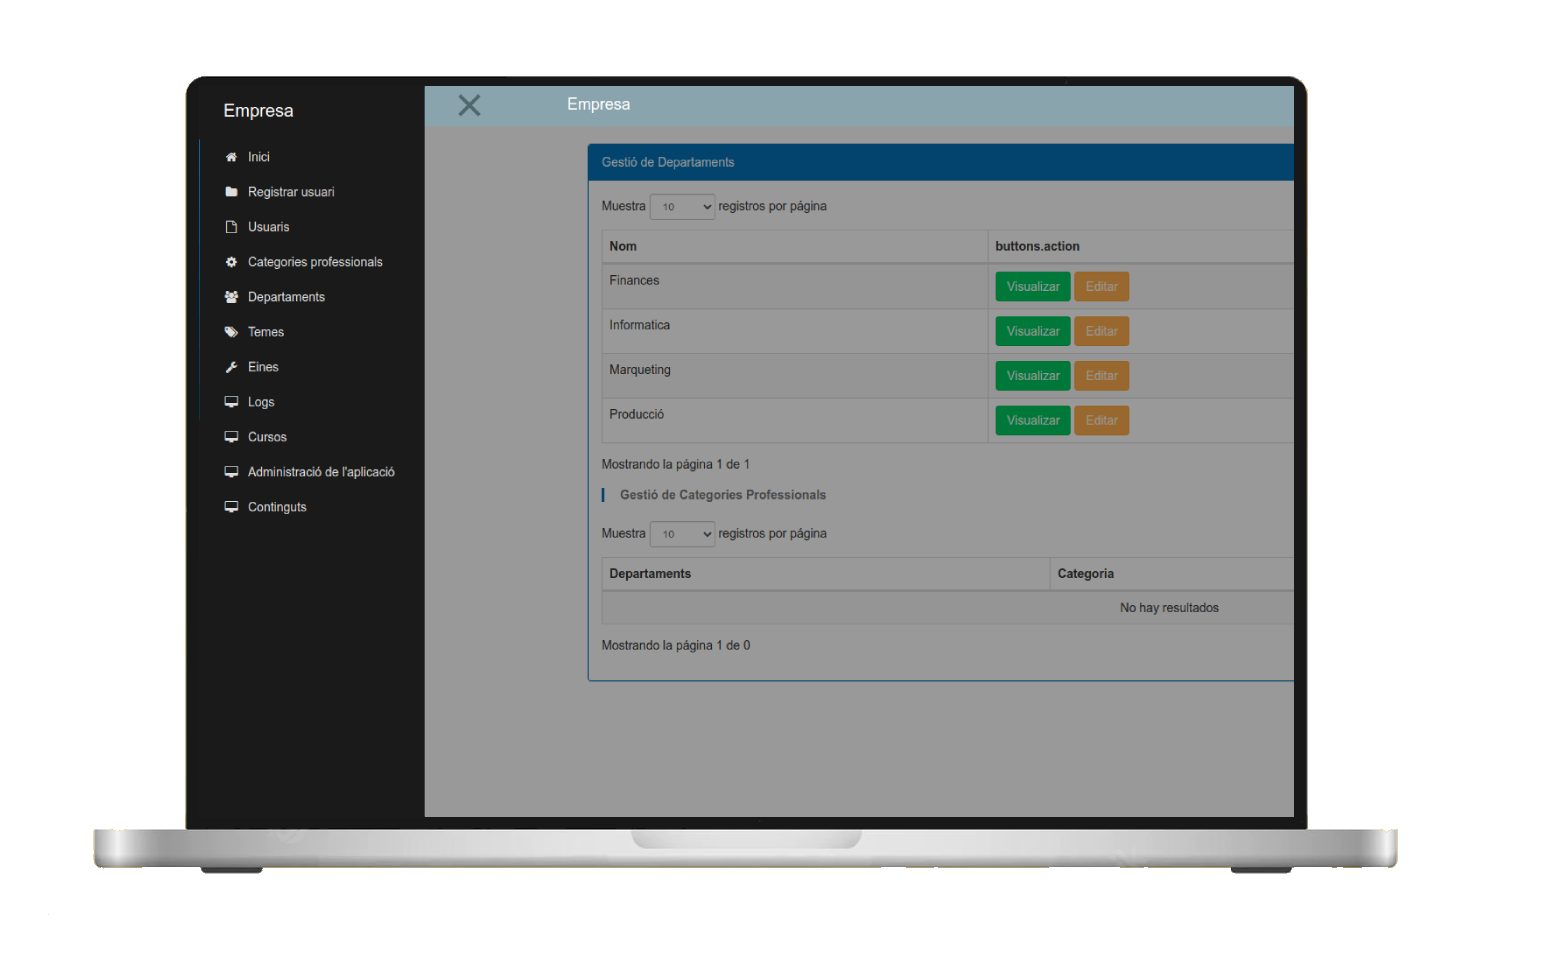 Empresa
Inici
Registrar usuari
Usuaris
Categories professionals
Departaments
Temes
Eines
Logs
Cursos
Administració de l'aplicació
Continguts
Empresa
Gestió de Departaments
Muestra 10 registros por página
Nom buttons.action
Finances Visualizar Editar
Informatica Visualizar Editar
Marqueting Visualizar Editar
Producció Visualizar Editar
Mostrando la página 1 de 1
Gestió de Categories Professionals
Muestra 10 registros por página
Departaments Categoria
No hay resultados
Mostrando la página 1 de 0